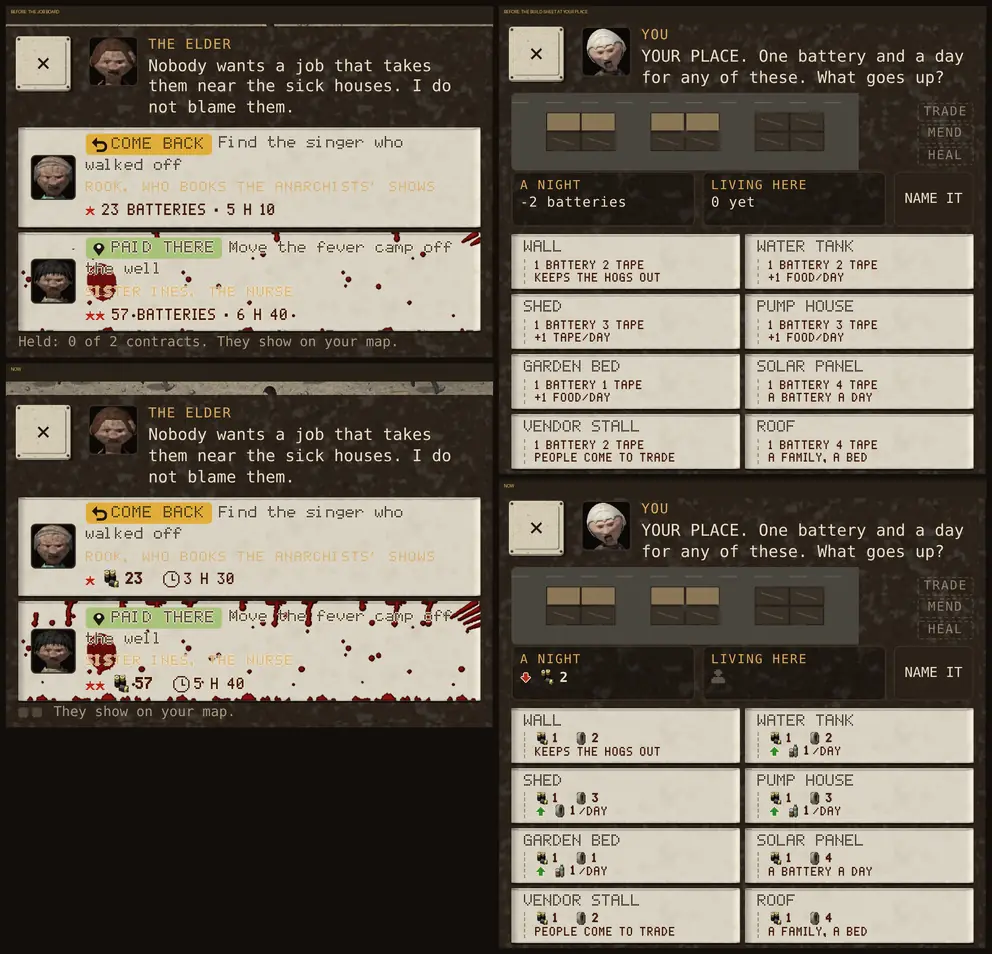 BEFORE: THE JOB BOARD
THE ELDER
Nobody wants a job that takes
them near the sick houses. I do
not blame them.
COME BACK Find the singer who
walked off
ROOK, WHO BOOKS THE ANARCHISTS' SHOWS
★ 23 BATTERIES · 5 H 10
PAID THERE Move the fever camp off
the well
SISTER INES, THE NURSE
★★ 57 BATTERIES · 6 H 40
Held: 0 of 2 contracts. They show on your map.
NOW
THE ELDER
Nobody wants a job that takes
them near the sick houses. I do
not blame them.
COME BACK Find the singer who
walked off
ROOK, WHO BOOKS THE ANARCHISTS' SHOWS
★ 23 3 H 30
PAID THERE Move the fever camp off
the well
SISTER INES, THE NURSE
★★ 57 5 H 40
They show on your map.
BEFORE: THE BUILD SHEET AT YOUR PLACE
YOU
YOUR PLACE. One battery and a day
for any of these. What goes up?
TRADE
MEND
HEAL
A NIGHT
-2 batteries
LIVING HERE
0 yet
NAME IT
WALL
1 BATTERY 2 TAPE
KEEPS THE HOGS OUT
WATER TANK
1 BATTERY 2 TAPE
+1 FOOD/DAY
SHED
1 BATTERY 3 TAPE
+1 TAPE/DAY
PUMP HOUSE
1 BATTERY 3 TAPE
+1 FOOD/DAY
GARDEN BED
1 BATTERY 1 TAPE
+1 FOOD/DAY
SOLAR PANEL
1 BATTERY 4 TAPE
A BATTERY A DAY
VENDOR STALL
1 BATTERY 2 TAPE
PEOPLE COME TO TRADE
ROOF
1 BATTERY 4 TAPE
A FAMILY, A BED
NOW
YOU
YOUR PLACE. One battery and a day
for any of these. What goes up?
TRADE
MEND
HEAL
A NIGHT
2
LIVING HERE
NAME IT
WALL
1 2
KEEPS THE HOGS OUT
WATER TANK
1 2
1/DAY
SHED
1 3
1/DAY
PUMP HOUSE
1 3
1/DAY
GARDEN BED
1 1
1/DAY
SOLAR PANEL
1 4
A BATTERY A DAY
VENDOR STALL
1 2
PEOPLE COME TO TRADE
ROOF
1 4
A FAMILY, A BED